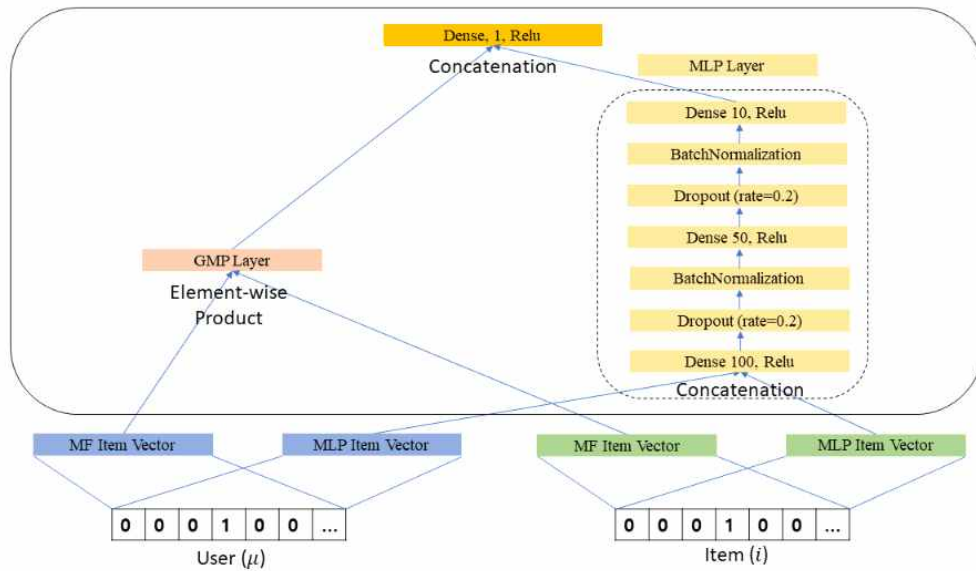 Dense, 1, Relu
Concatenation
MLP Layer
Dense 10, Relu
BatchNormalization
Dropout (rate=0.2)
Dense 50, Relu
GMP Layer
BatchNormalization
Element-wise
Product
Dropout (rate=0.2)
Dense 100, Relu
Concatenation
MF Item Vector
MLP Item Vector
MF Item Vector
MLP Item Vector
0 0 0 1 0 0 ...
0 0 0 1 0 0 ...
User (μ)
Item (i)